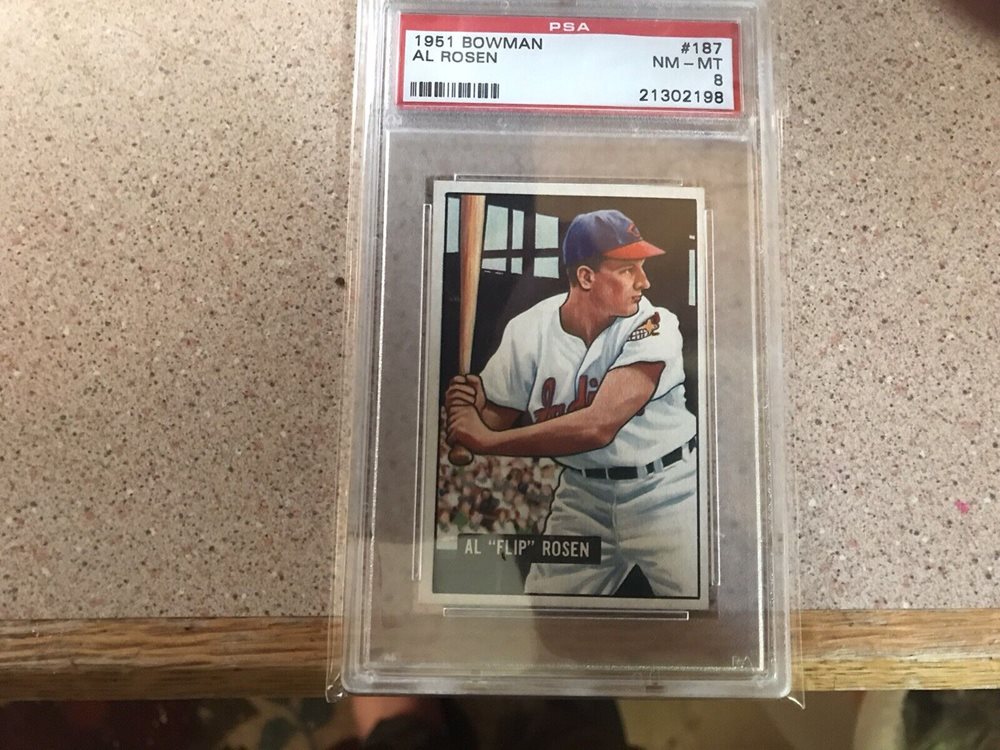 PSA
1951 BOWMAN #187
AL ROSEN NM - MT
8
21302198
AL "FLIP" ROSEN